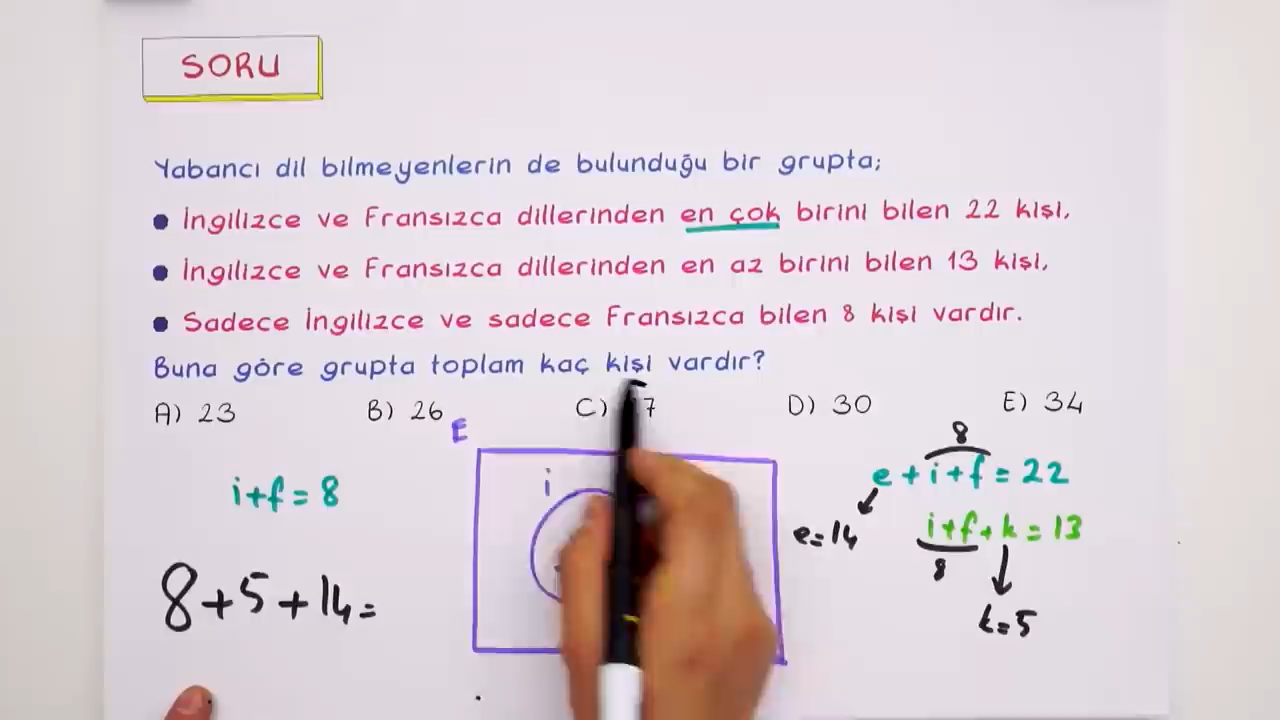 SORU
Yabancı dil bilmeyenlerin de bulunduğu bir grupta;
● İngilizce ve Fransızca dillerinden en çok birini bilen 22 kişi,
● İngilizce ve Fransızca dillerinden en az birini bilen 13 kişi,
● Sadece İngilizce ve sadece Fransızca bilen 8 kişi vardır.
Buna göre grupta toplam kaç kişi vardır?
A) 23 B) 26 C) 7 D) 30 E) 34
E
8
i
i+f=8
e+i+f=22
e=14
i+f+k=13
8
8+5+14=
k=5